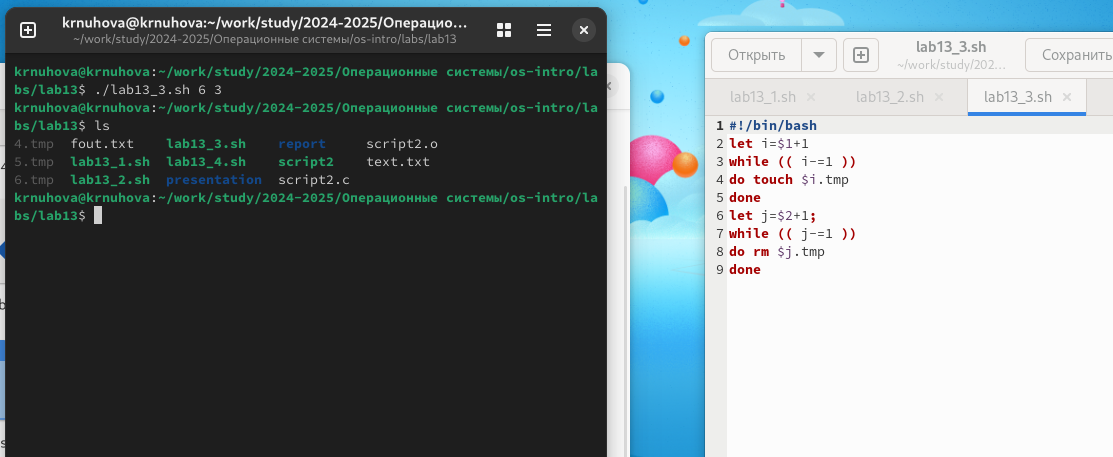 krnuhova@krnuhova:~/work/study/2024-2025/Операцио...
~/work/study/2024-2025/Операционные системы/os-intro/labs/lab13
krnuhova@krnuhova:~/work/study/2024-2025/Операционные системы/os-intro/la
bs/lab13$ ./lab13_3.sh 6 3
krnuhova@krnuhova:~/work/study/2024-2025/Операционные системы/os-intro/la
bs/lab13$ ls
4.tmp fout.txt lab13_3.sh report script2.o
5.tmp lab13_1.sh lab13_4.sh script2 text.txt
6.tmp lab13_2.sh presentation script2.c
krnuhova@krnuhova:~/work/study/2024-2025/Операционные системы/os-intro/la
bs/lab13$
Открыть
lab13_3.sh
~/work/study/202...
Сохранить
lab13_1.sh lab13_2.sh lab13_3.sh
1 #!/bin/bash
2 let i=$1+1
3 while (( i-=1 ))
4 do touch $i.tmp
5 done
6 let j=$2+1;
7 while (( j-=1 ))
8 do rm $j.tmp
9 done